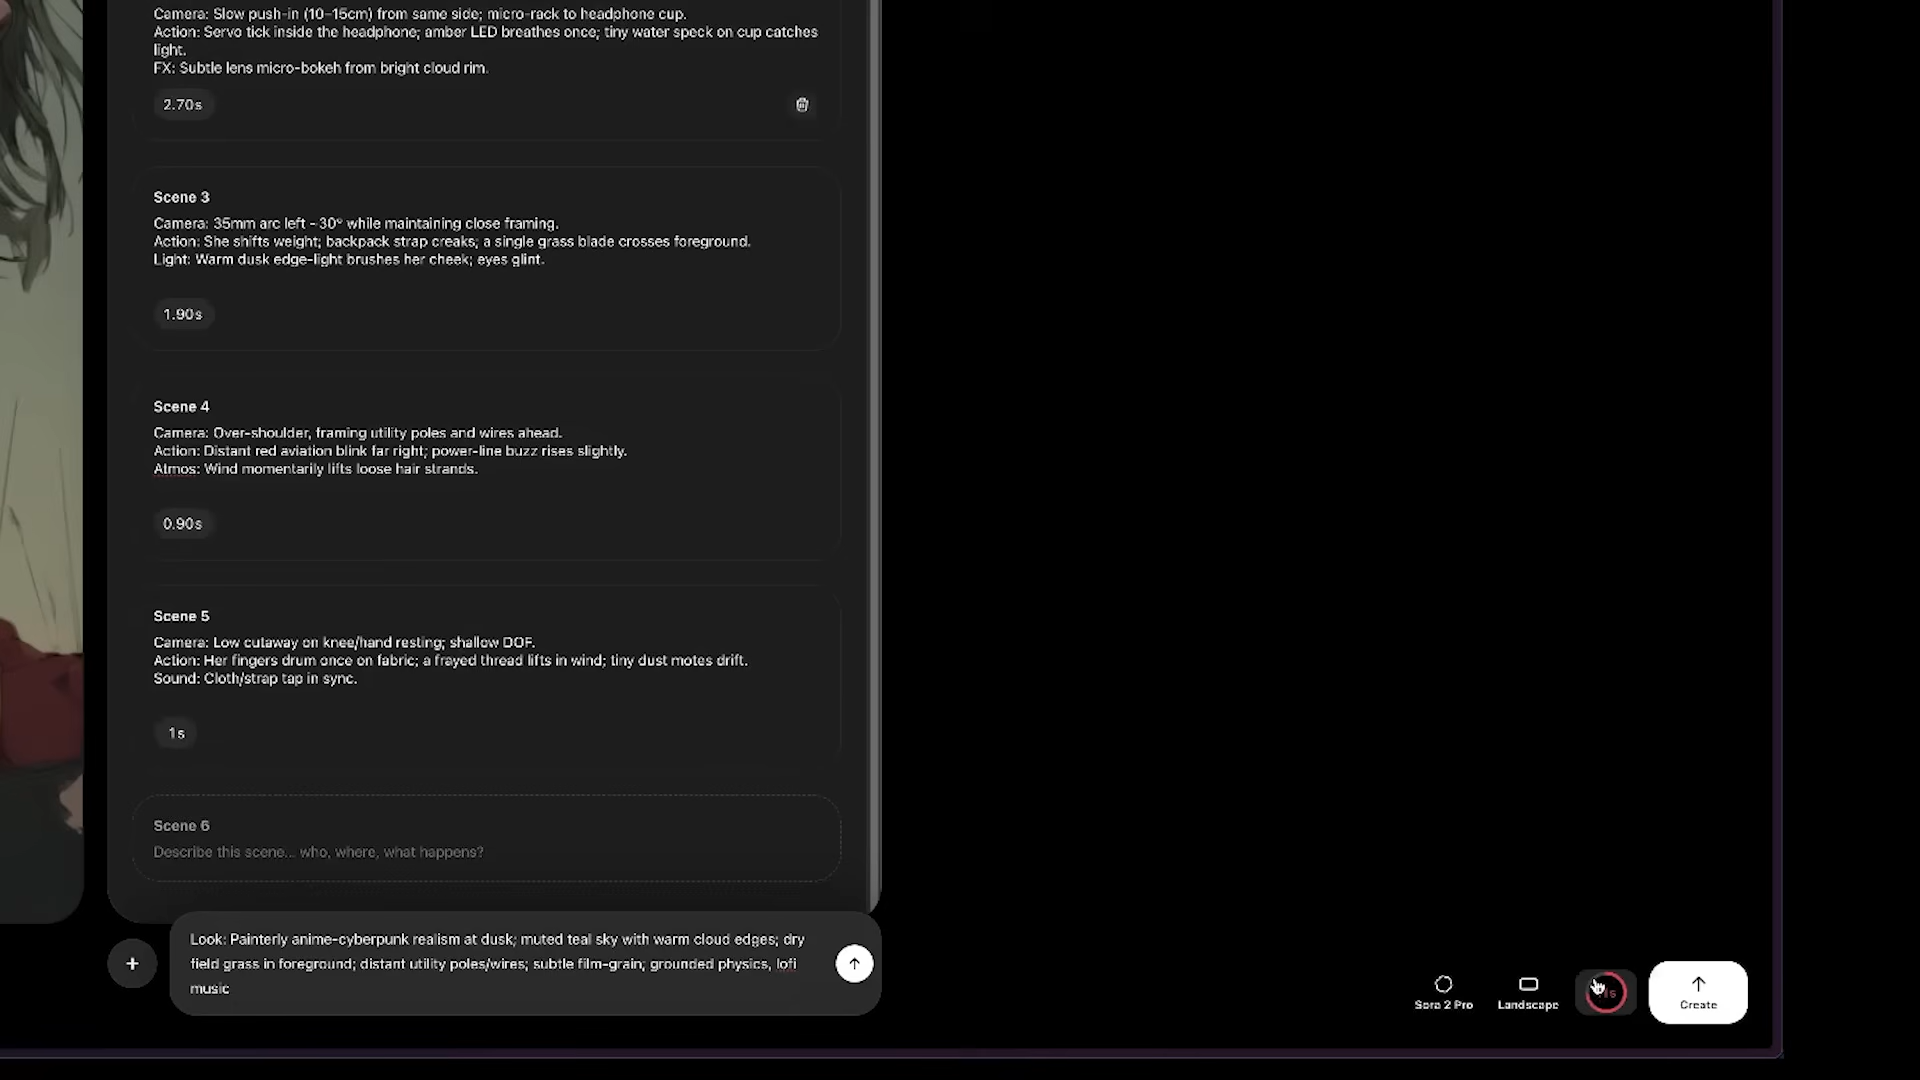 Camera: Slow push-in (10–15cm) from same side; micro-rack to headphone cup.
Action: Servo tick inside the headphone; amber LED breathes once; tiny water speck on cup catches
light.
FX: Subtle lens micro-bokeh from bright cloud rim.
2.70s
Scene 3
Camera: 35mm arc left ~30° while maintaining close framing.
Action: She shifts weight; backpack strap creaks; a single grass blade crosses foreground.
Light: Warm dusk edge-light brushes her cheek; eyes glint.
1.90s
Scene 4
Camera: Over-shoulder, framing utility poles and wires ahead.
Action: Distant red aviation blink far right; power-line buzz rises slightly.
Atmos: Wind momentarily lifts loose hair strands.
0.90s
Scene 5
Camera: Low cutaway on knee/hand resting; shallow DOF.
Action: Her fingers drum once on fabric; a frayed thread lifts in wind; tiny dust motes drift.
Sound: Cloth/strap tap in sync.
1s
Scene 6
Describe this scene... who, where, what happens?
Look: Painterly anime-cyberpunk realism at dusk; muted teal sky with warm cloud edges; dry
field grass in foreground; distant utility poles/wires; subtle film-grain; grounded physics, lofi
music
Sora 2 Pro
Landscape
Create